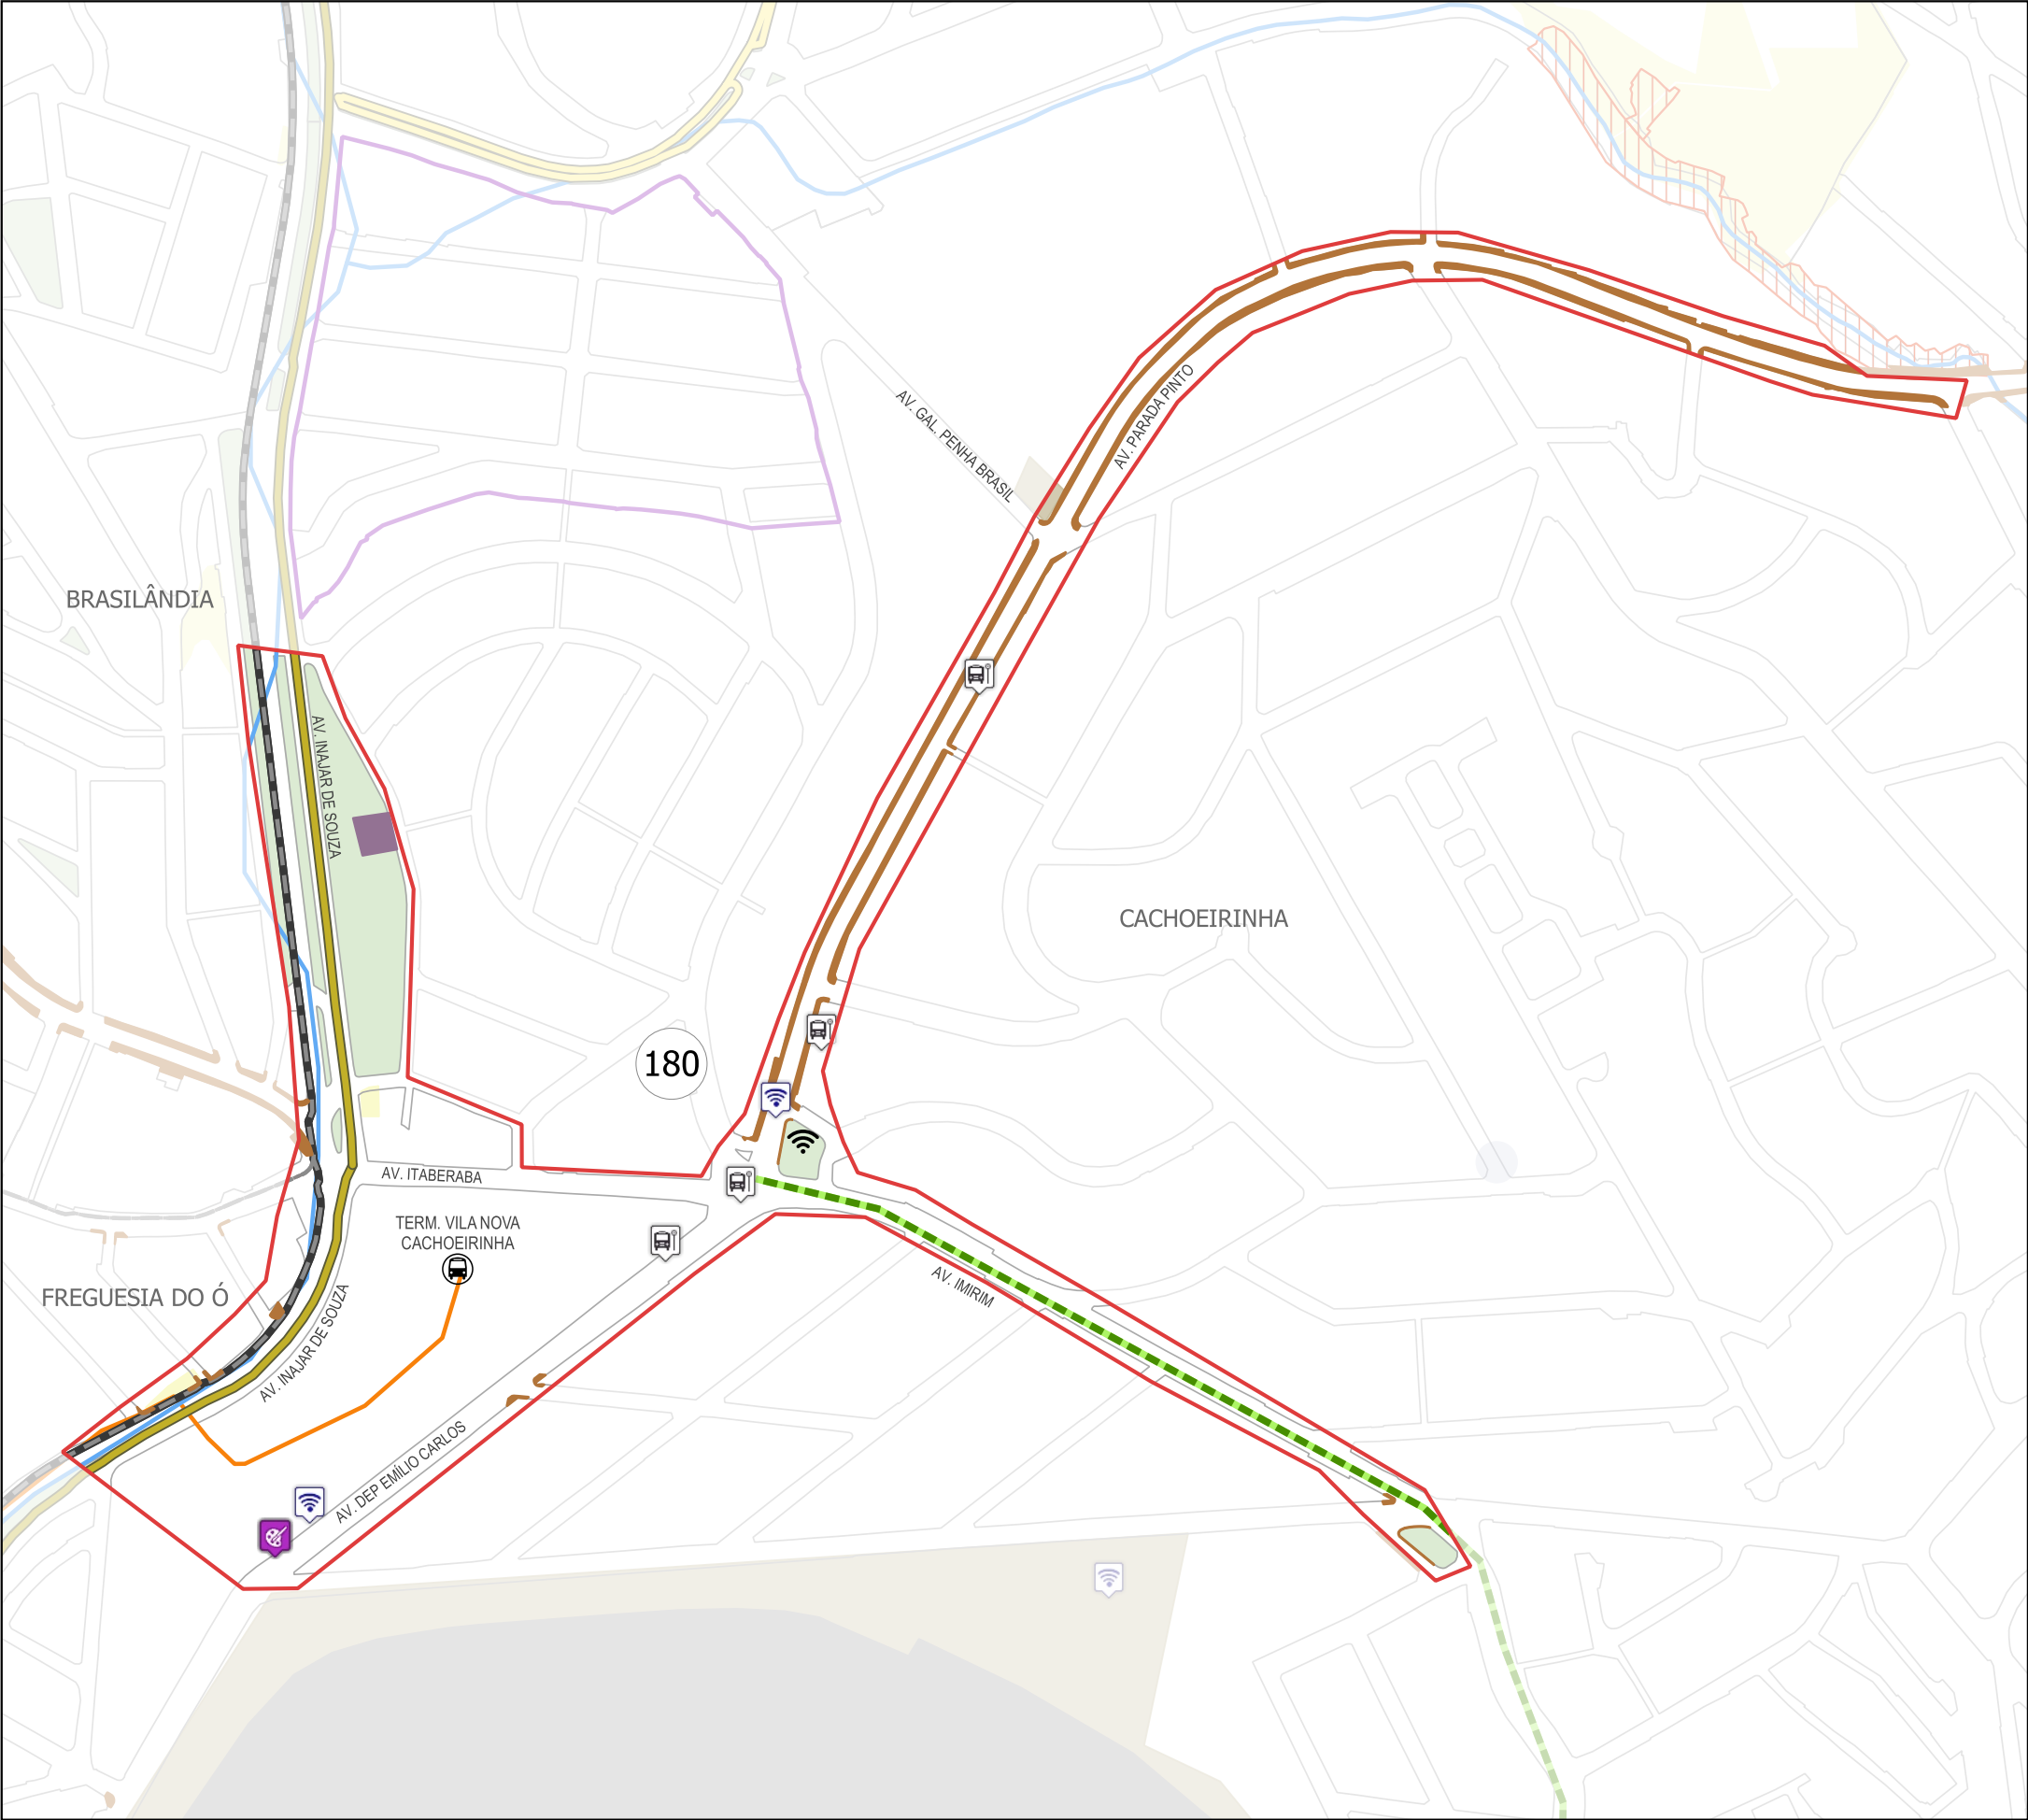 AV. GAL. PENHA BRASIL
AV. PARADA PINTO
BRASILÂNDIA
AV. INAJAR DE SOUZA
CACHOEIRINHA
180
AV. ITABERABA
TERM. VILA NOVA
CACHOEIRINHA
FREGUESIA DO Ó
AV. INAJAR DE SOUZA
AV. IMIRIM
AV. DEP EMÍLIO CARLOS